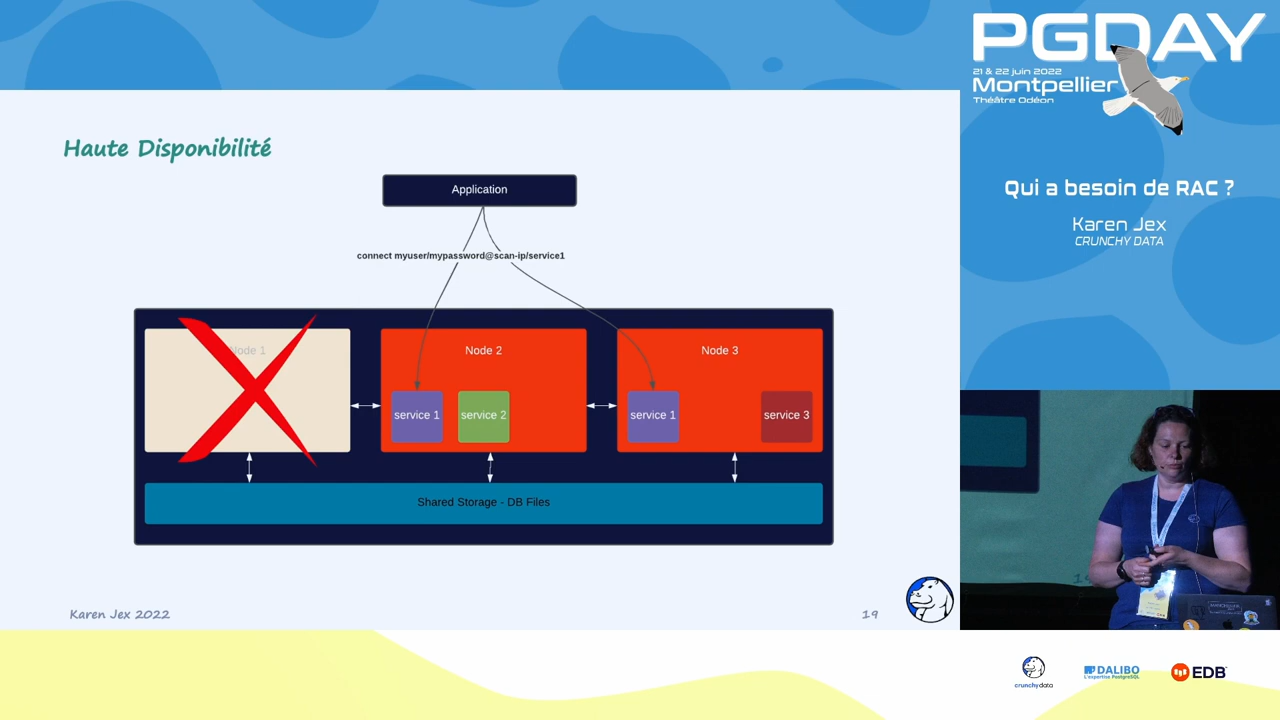 PGDAY
21 & 22 juin 2022
Montpellier
Théâtre Odéon
Qui a besoin de RAC ?
Karen Jex
CRUNCHY DATA
Haute Disponibilité
Application
connect myuser/mypassword@scan-ip/service1
Node 1
Node 2
Node 3
service 1
service 2
service 1
service 3
Shared Storage - DB Files
Karen Jex 2022
19
crunchydata
DALIBO
L'expertise PostgreSQL
EDB